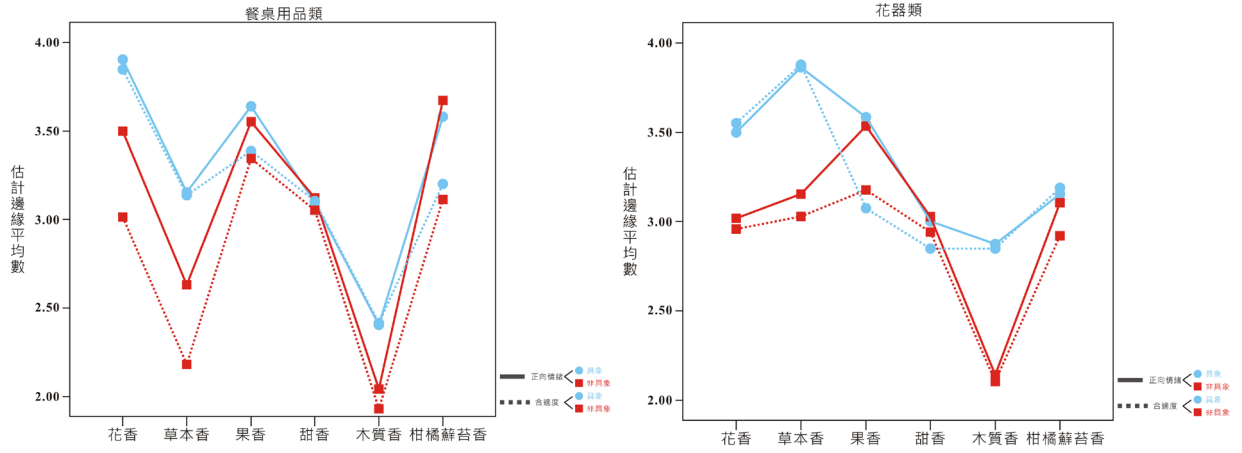 餐桌用品類
4.00
3.50
3.00
2.50
2.00
估計邊緣平均數
花香
草本香
果香
甜香
木質香
柑橘蘚苔香
正向情緒
具象
非具象
合適度
具象
非具象
花器類
4.00
3.50
3.00
2.50
2.00
估計邊緣平均數
花香
草本香
果香
甜香
木質香
柑橘蘚苔香
正向情緒
具象
非具象
合適度
具象
非具象